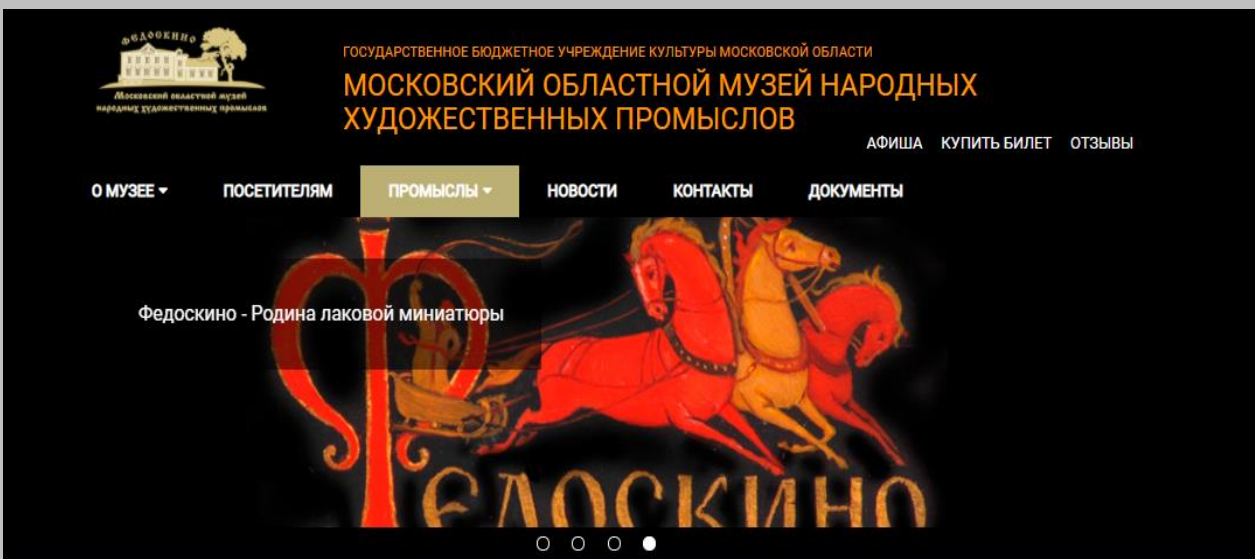 ФЕДОСКИНО
Московский областной музей
народных художественных промыслов
ГОСУДАРСТВЕННОЕ БЮДЖЕТНОЕ УЧРЕЖДЕНИЕ КУЛЬТУРЫ МОСКОВСКОЙ ОБЛАСТИ
МОСКОВСКИЙ ОБЛАСТНОЙ МУЗЕЙ НАРОДНЫХ
ХУДОЖЕСТВЕННЫХ ПРОМЫСЛОВ
АФИША КУПИТЬ БИЛЕТ ОТЗЫВЫ
О МУЗЕЕ ПОСЕТИТЕЛЯМ ПРОМЫСЛЫ НОВОСТИ КОНТАКТЫ ДОКУМЕНТЫ
Федоскино - Родина лаковой миниатюры
ФЕДОСКИНО